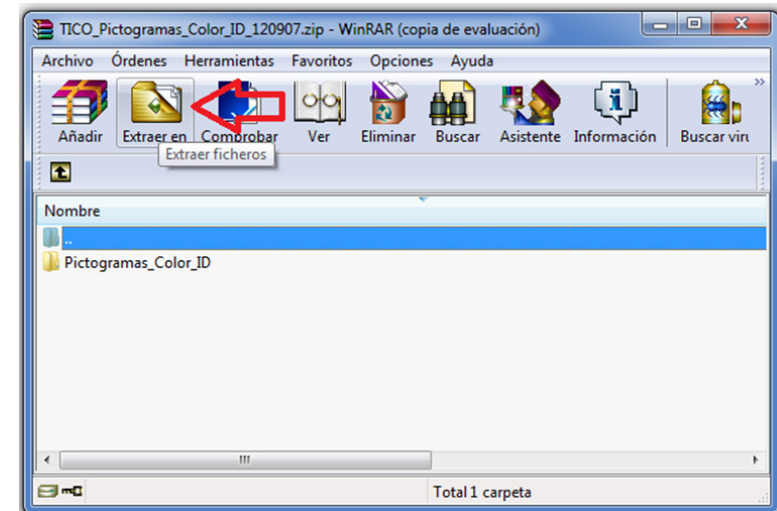 TICO_Pictogramas_Color_ID_120907.zip - WinRAR (copia de evaluación)
Archivo Órdenes Herramientas Favoritos Opciones Ayuda
Añadir Extraer en Comprobar Ver Eliminar Buscar Asistente Información Buscar viru
Extraer ficheros
Nombre
..
Pictogramas_Color_ID
Total 1 carpeta